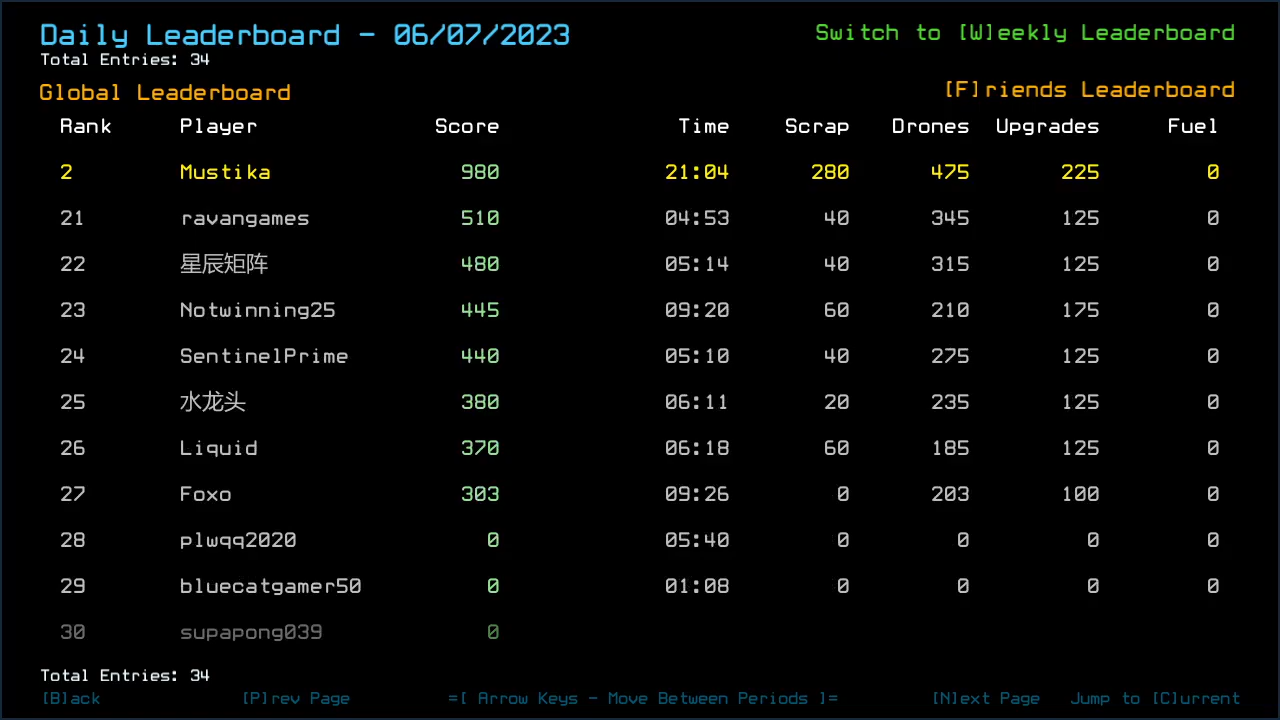 Daily Leaderboard - 06/07/2023 Switch to [W]eekly Leaderboard
Total Entries: 34
Global Leaderboard [F]riends Leaderboard
Rank Player Score Time Scrap Drones Upgrades Fuel
2 Mustika 980 21:04 280 475 225 0
21 ravangames 510 04:53 40 345 125 0
22 星辰矩阵 480 05:14 40 315 125 0
23 Notwinning25 445 09:20 60 210 175 0
24 SentinelPrime 440 05:10 40 275 125 0
25 水龙头 380 06:11 20 235 125 0
26 Liquid 370 06:18 60 185 125 0
27 Foxo 303 09:26 0 203 100 0
28 plwqq2020 0 05:40 0 0 0 0
29 bluecatgamer50 0 01:08 0 0 0 0
30 supapong039 0
Total Entries: 34
[B]ack [P]rev Page =[ Arrow Keys - Move Between Periods ]= [N]ext Page Jump to [C]urrent